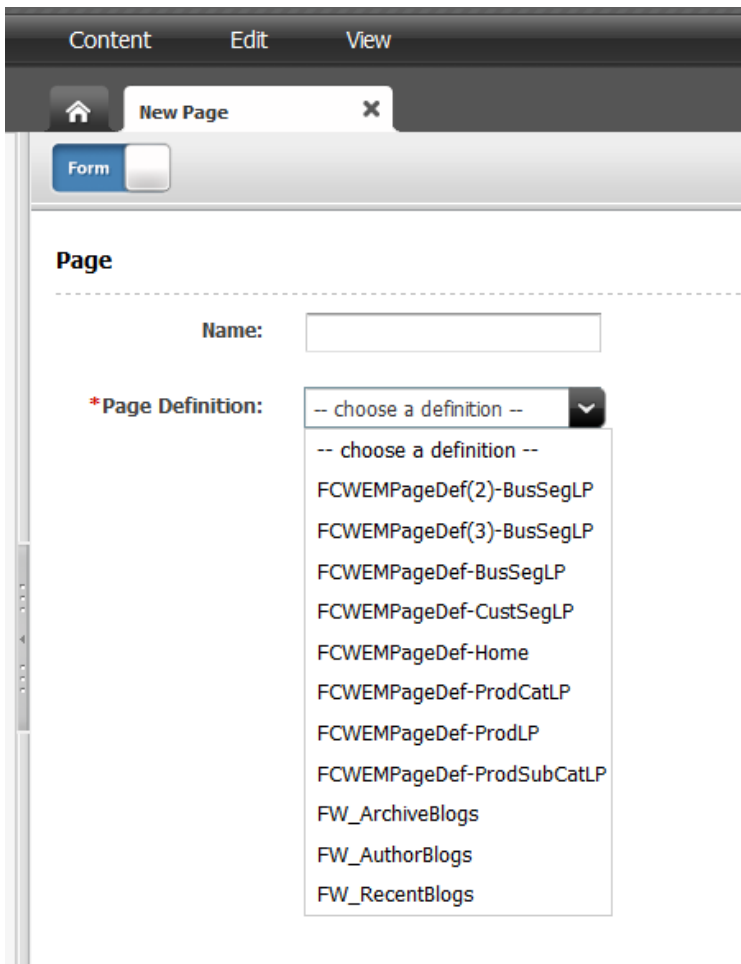 Content Edit View
New Page
Form
Page
Name:
*Page Definition: -- choose a definition --
-- choose a definition --
FCWEMPageDef(2)-BusSegLP
FCWEMPageDef(3)-BusSegLP
FCWEMPageDef-BusSegLP
FCWEMPageDef-CustSegLP
FCWEMPageDef-Home
FCWEMPageDef-ProdCatLP
FCWEMPageDef-ProdLP
FCWEMPageDef-ProdSubCatLP
FW_ArchiveBlogs
FW_AuthorBlogs
FW_RecentBlogs